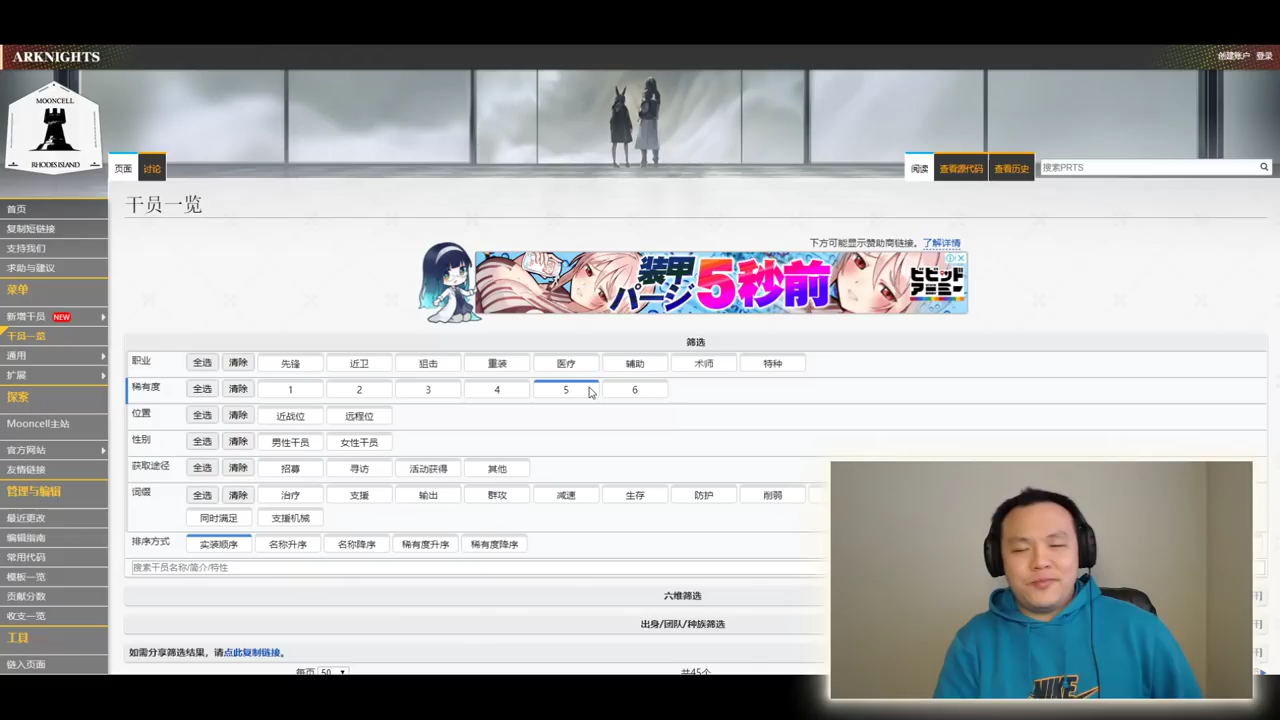 ARKNIGHTS
创建账户 登录
MOONCELL
RHODES ISLAND
页面 讨论
阅读 查看源代码 查看历史 搜索PRTS
首页
复制短链接
支持我们
求助与建议
菜单
新增干员 NEW
干员一览
通用
扩展
探索
Mooncell主站
官方网站
友情链接
管理与编辑
最近更改
编辑指南
常用代码
模板一览
贡献分数
收支一览
工具
链入页面
干员一览
下方可能显示赞助商链接。了解详情
装甲
パージ5秒前
ビビッド
アーミー
筛选
职业 全选 清除 先锋 近卫 狙击 重装 医疗 辅助 术师 特种
稀有度 全选 清除 1 2 3 4 5 6
位置 全选 清除 近战位 远程位
性别 全选 清除 男性干员 女性干员
获取途径 全选 清除 招募 寻访 活动获得 其他
词缀 全选 清除 治疗 支援 输出 群攻 减速 生存 防护 削弱
同时满足 支援机械
排序方式 实装顺序 名称升序 名称降序 稀有度升序 稀有度降序
搜索干员名称/简介/特性
六维筛选
出身/团队/种族筛选
如需分享筛选结果，请点此复制链接。
每页 50 共45个
NIKE